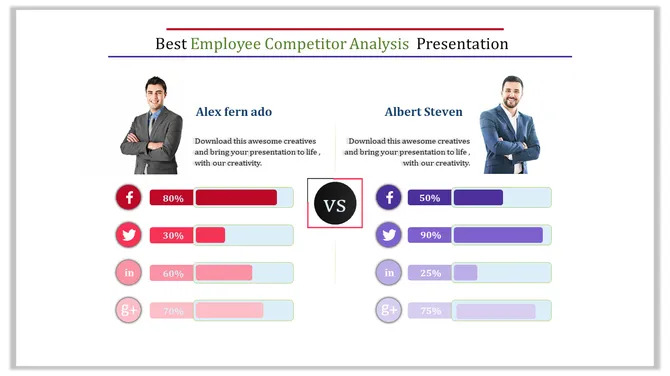 Best Employee Competitor Analysis Presentation
Alex fern ado
Download this awesome creatives
and bring your presentation to life ,
with our creativity.
Albert Steven
Download this awesome creatives
and bring your presentation to life ,
with our creativity.
VS
f 80%
30%
in 60%
g+ 70%
f 50%
90%
in 25%
g+ 75%